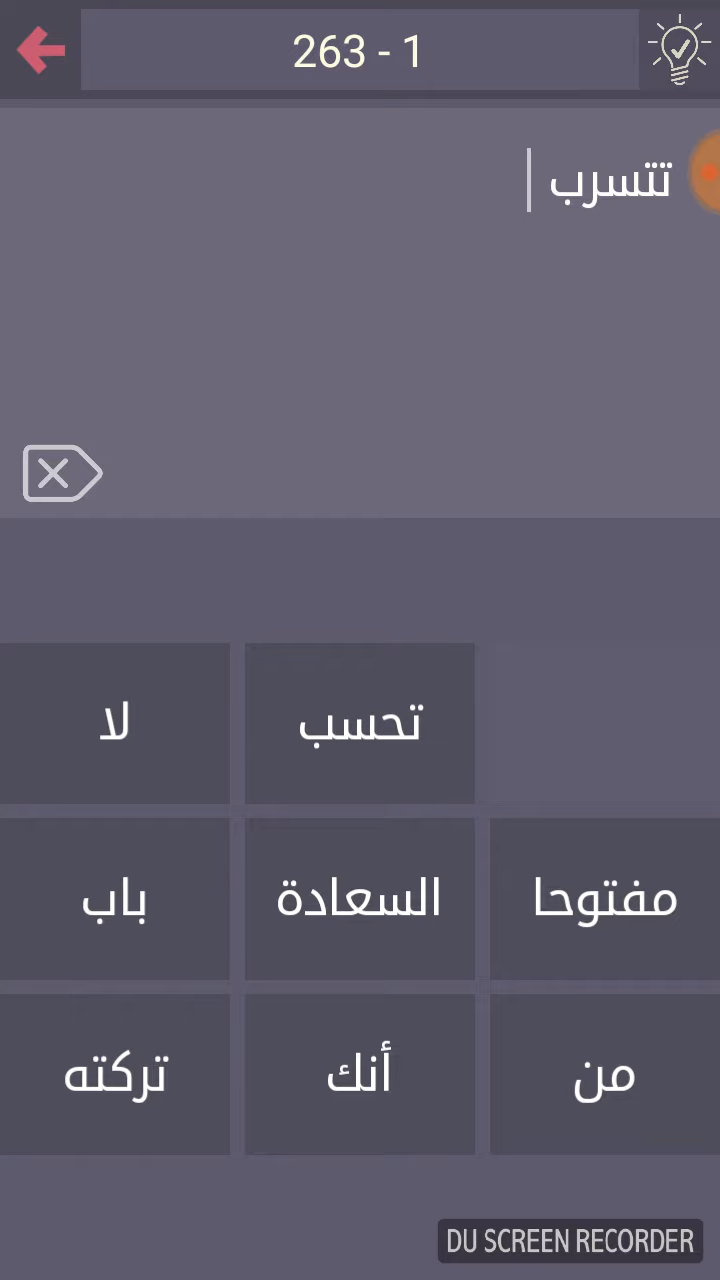 263 - 1
تتسرب
تحسب
لا
مفتوحا
السعادة
باب
من
أنك
تركته
DU SCREEN RECORDER